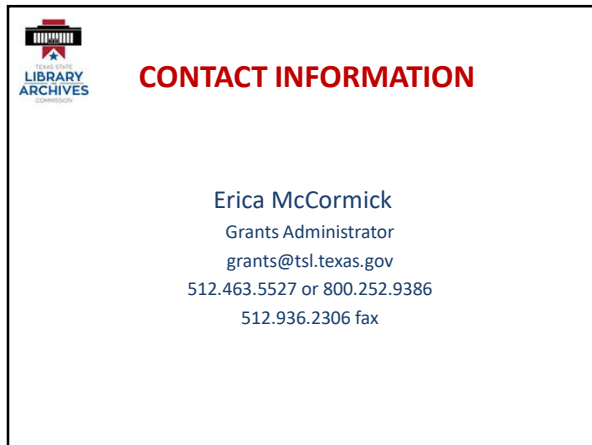 TEXAS STATE
LIBRARY
ARCHIVES
COMMISSION
CONTACT INFORMATION
Erica McCormick
Grants Administrator
grants@tsl.texas.gov
512.463.5527 or 800.252.9386
512.936.2306 fax